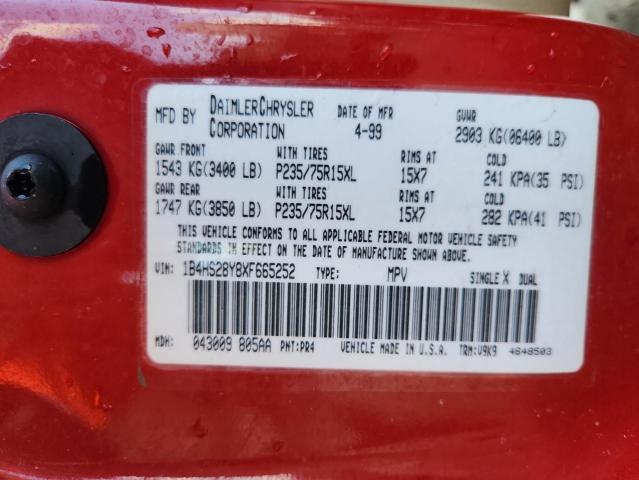 MFD BY DAIMLERCHRYSLER CORPORATION DATE OF MFR 4-99 GVWR 2903 KG(06400 LB)
GAWR FRONT WITH TIRES RIMS AT COLD
1543 KG(3400 LB) P235/75R15XL 15X7 241 KPA(35 PSI)
GAWR REAR WITH TIRES RIMS AT COLD
1747 KG(3850 LB) P235/75R15XL 15X7 282 KPA(41 PSI)
THIS VEHICLE CONFORMS TO ALL APPLICABLE FEDERAL MOTOR VEHICLE SAFETY
STANDARDS IN EFFECT ON THE DATE OF MANUFACTURE SHOWN ABOVE.
VIN: 1B4HS28Y8XF665252 TYPE: MPV SINGLE X DUAL
MDH: 043009 805AA PNT:PR4 VEHICLE MADE IN U.S.A. TRM:V9K9 4648503